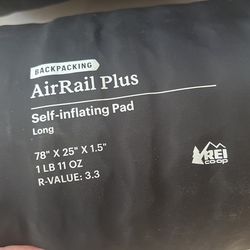 BACKPACKING
AirRail Plus
Self-inflating Pad
Long
78" X 25" X 1.5"
1 LB 11 OZ
R-VALUE: 3.3
REI
co·op